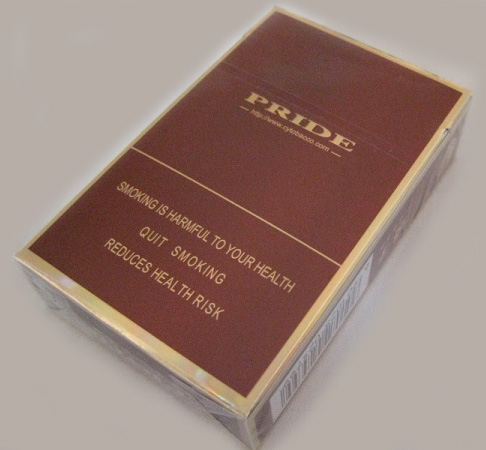 PRIDE
http://www.cytobacco.com
SMOKING IS HARMFUL TO YOUR HEALTH
QUIT SMOKING
REDUCES HEALTH RISK